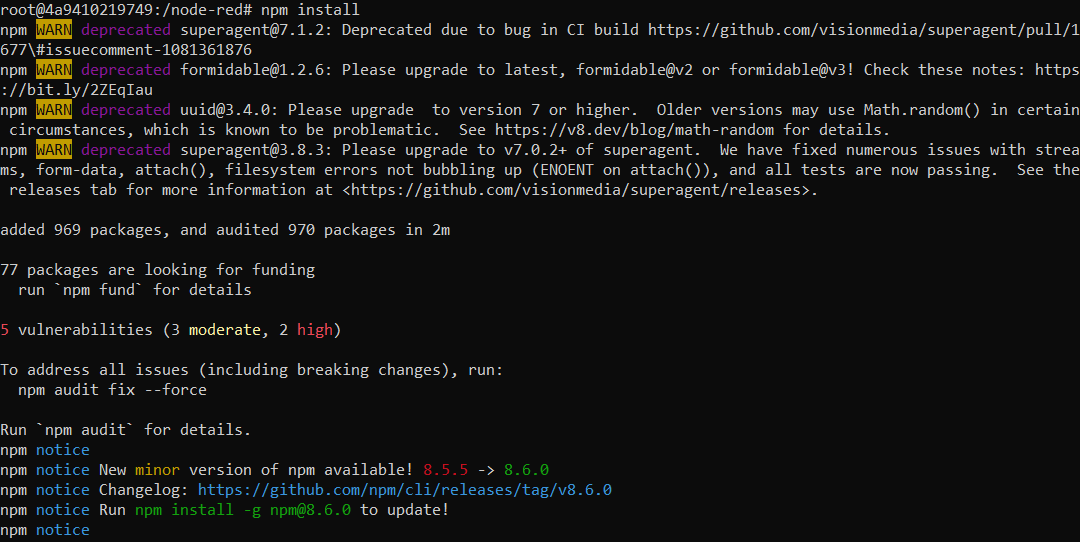 root@4a9410219749:/node-red# npm install
npm WARN deprecated superagent@7.1.2: Deprecated due to bug in CI build https://github.com/visionmedia/superagent/pull/1
677\#issuecomment-1081361876
npm WARN deprecated formidable@1.2.6: Please upgrade to latest, formidable@v2 or formidable@v3! Check these notes: https
://bit.ly/2ZEqIau
npm WARN deprecated uuid@3.4.0: Please upgrade  to version 7 or higher.  Older versions may use Math.random() in certain
 circumstances, which is known to be problematic.  See https://v8.dev/blog/math-random for details.
npm WARN deprecated superagent@3.8.3: Please upgrade to v7.0.2+ of superagent.  We have fixed numerous issues with strea
ms, form-data, attach(), filesystem errors not bubbling up (ENOENT on attach()), and all tests are now passing.  See the
 releases tab for more information at <https://github.com/visionmedia/superagent/releases>.

added 969 packages, and audited 970 packages in 2m

77 packages are looking for funding
  run `npm fund` for details

5 vulnerabilities (3 moderate, 2 high)

To address all issues (including breaking changes), run:
  npm audit fix --force

Run `npm audit` for details.
npm notice
npm notice New minor version of npm available! 8.5.5 -> 8.6.0
npm notice Changelog: https://github.com/npm/cli/releases/tag/v8.6.0
npm notice Run npm install -g npm@8.6.0 to update!
npm notice